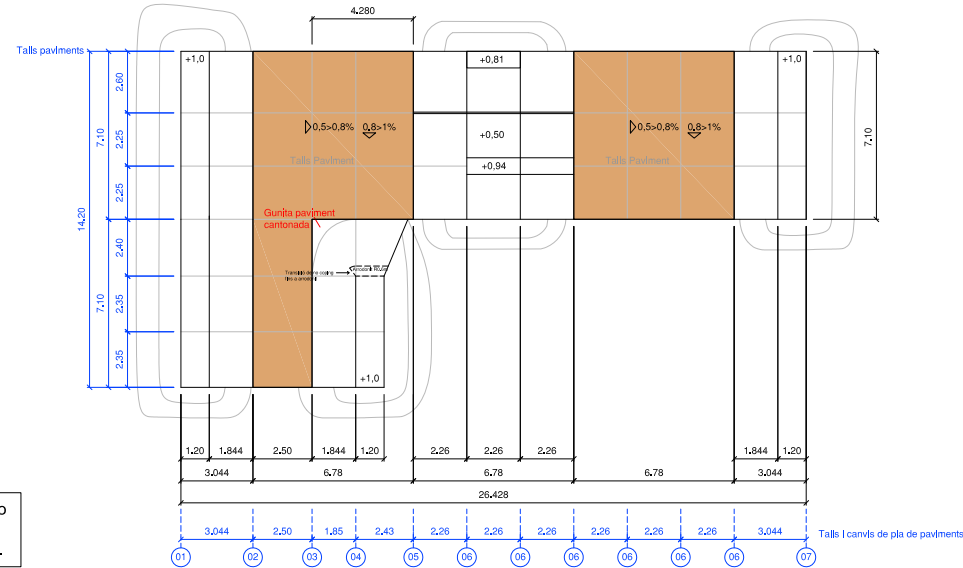 4.280
Talls paviments
+1,0
+0,81
+1,0
2.60
7.10
0,5>0,8% 0.8>1%
+0,50
0,5>0,8% 0.8>1%
7.10
2.25
Talls Paviment
+0,94
Talls Paviment
2.25
14.20
Gunita paviment
cantonada
2.40
7.10
2.35
2.35
+1,0
1.20 1.844 2.50 1.844 1.20 2.26 2.26 2.26 1.844 1.20
3.044 6.78 6.78 6.78 3.044
26.428
o
3.044 2.50 1.85 2.43 2.26 2.26 2.26 2.26 2.26 2.26 3.044
Talls i canvis de pla de paviments
.
01 02 03 04 05 06 06 06 06 06 06 07